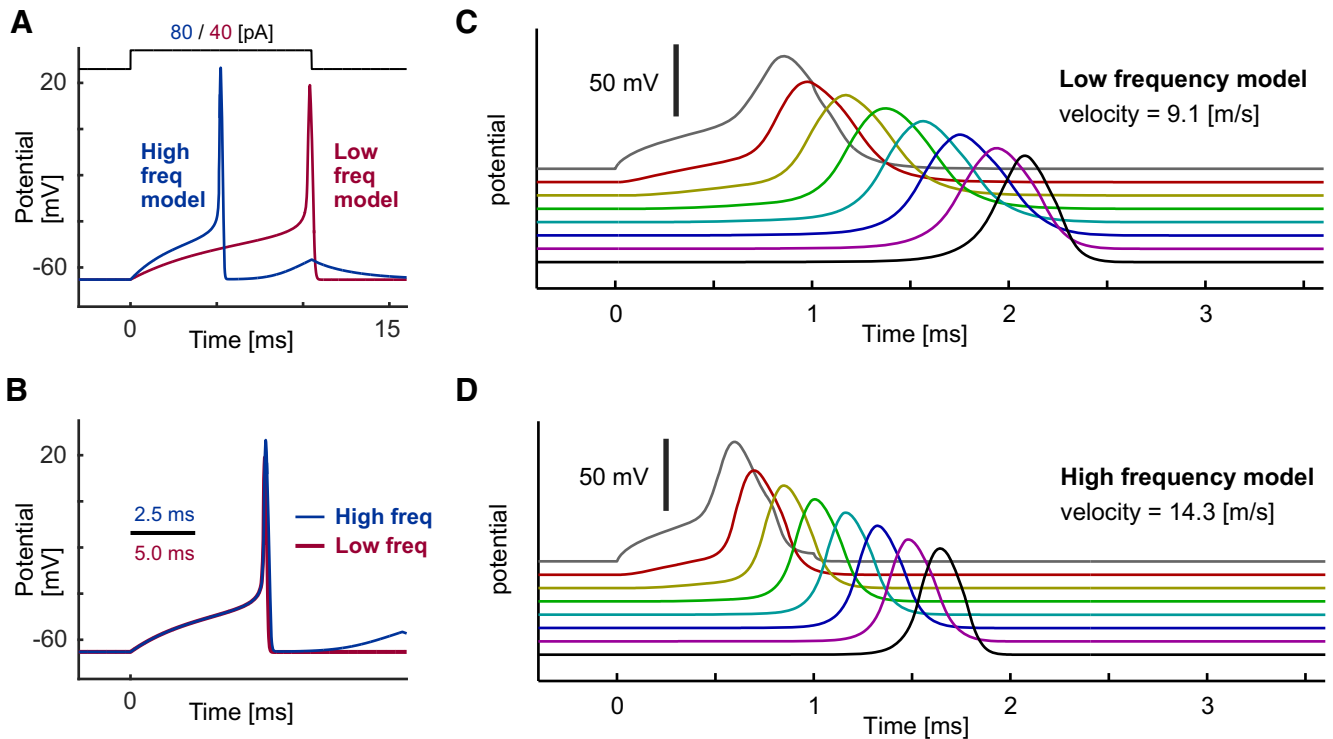 A
80 / 40 [pA]
20
-60
Potential
[mV]
High
freq
model
Low
freq
model
0
15
Time [ms]
B
20
-60
Potential
[mV]
2.5 ms
5.0 ms
High freq
Low freq
0
Time [ms]
C
50 mV
Low frequency model
velocity = 9.1 [m/s]
potential
0
1
2
3
Time [ms]
D
50 mV
High frequency model
velocity = 14.3 [m/s]
potential
0
1
2
3
Time [ms]